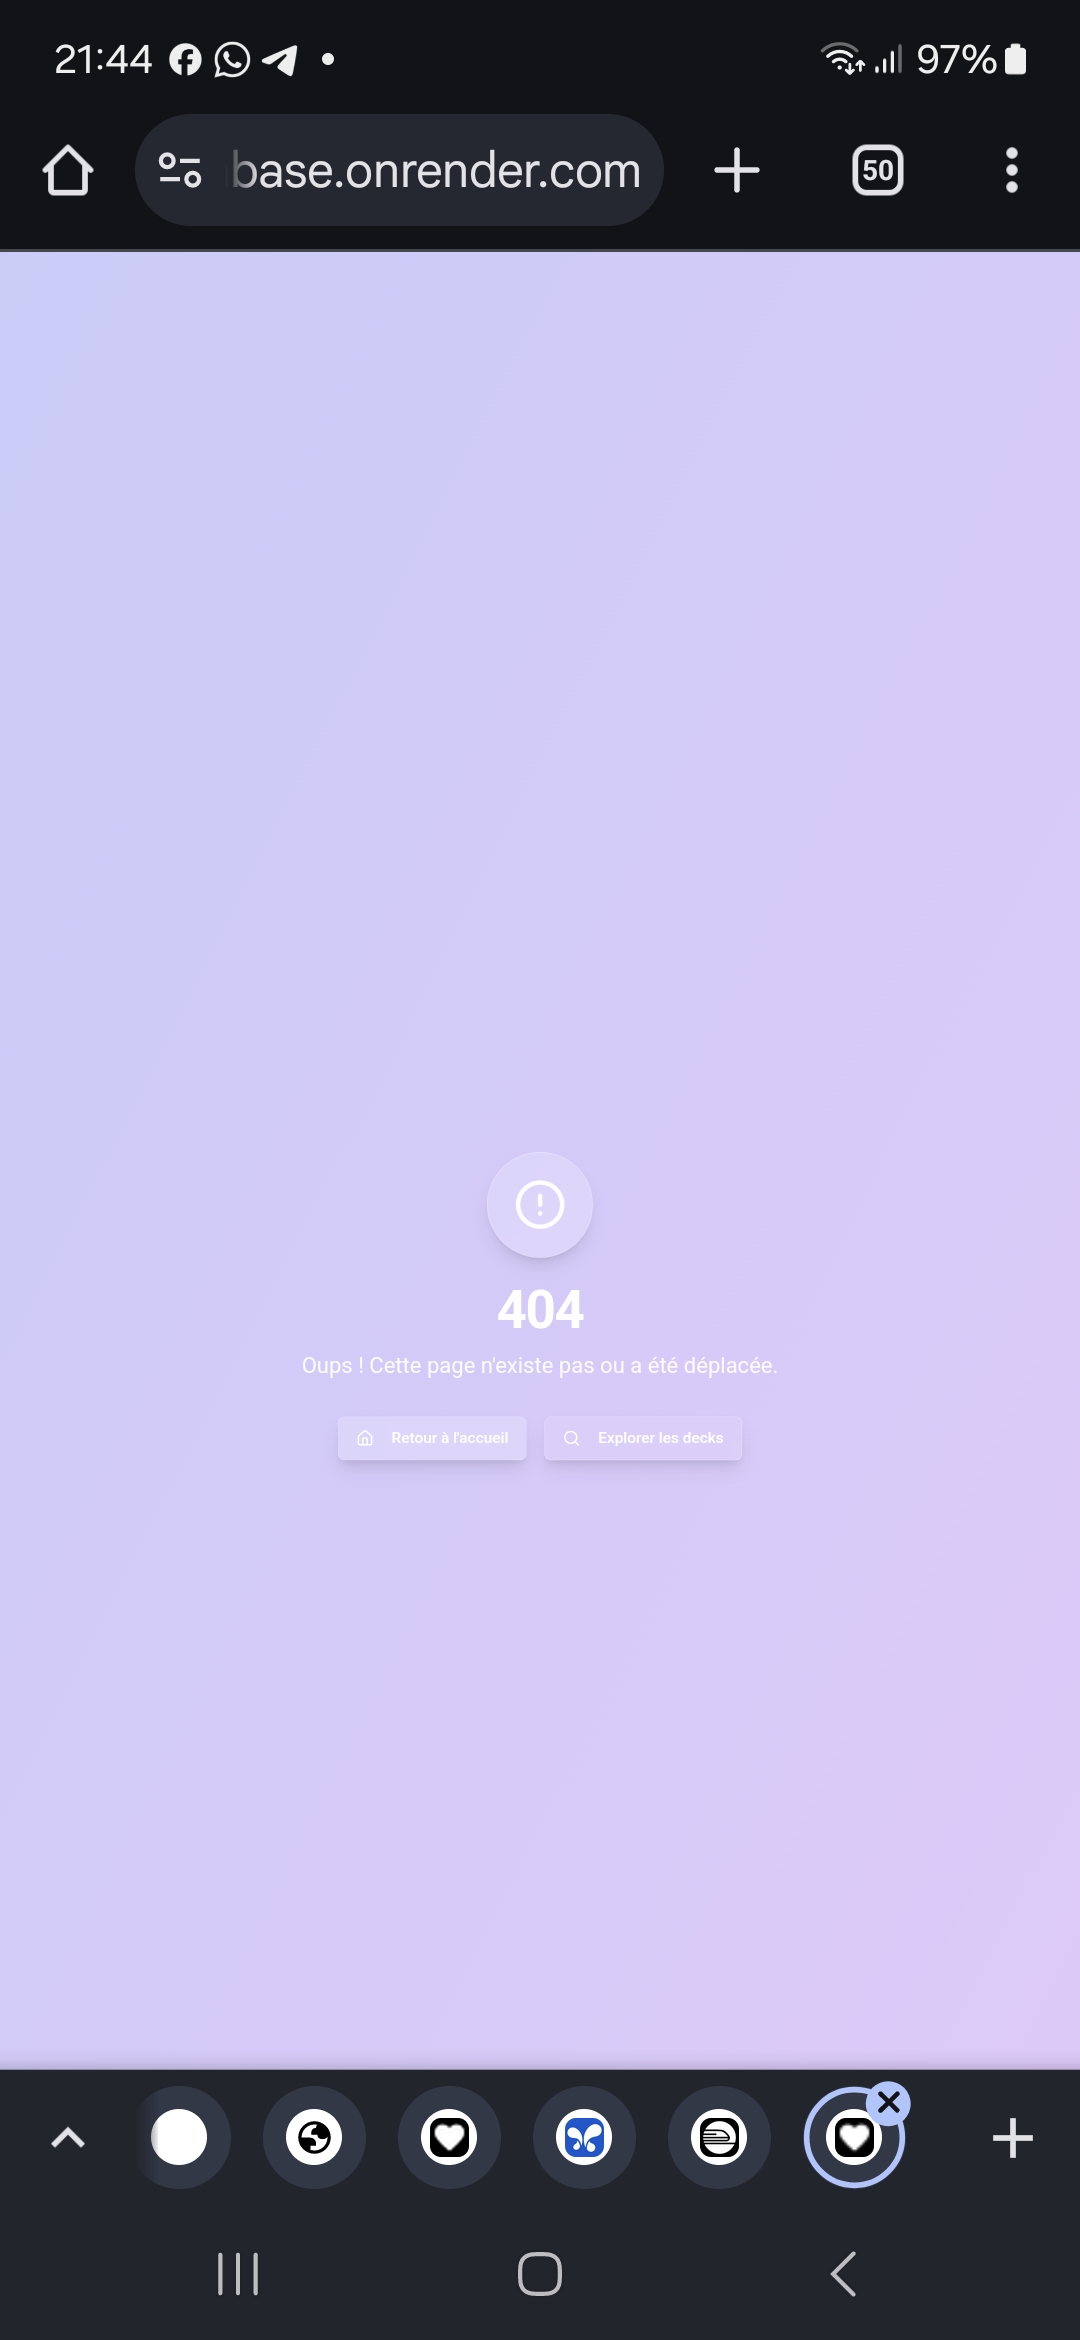 21:44
97%
base.onrender.com
50
404
Oups ! Cette page n'existe pas ou a été déplacée.
Retour à l'accueil
Explorer les decks